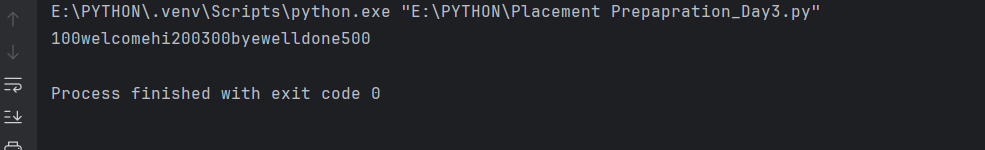 E:\PYTHON\.venv\Scripts\python.exe "E:\PYTHON\Placement Prepapration_Day3.py"
100welcomehi200300byewelldone500
Process finished with exit code 0